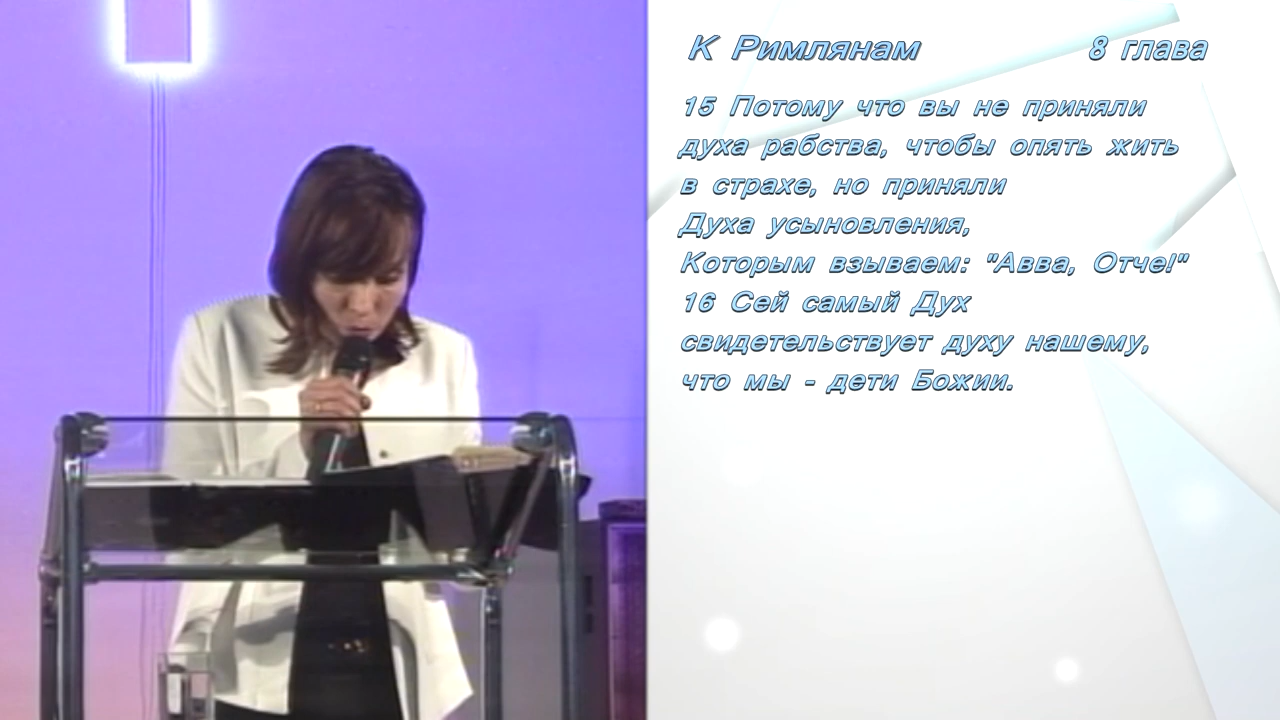 К Римлянам 8 глава
15 Потому что вы не приняли
духа рабства, чтобы опять жить
в страхе, но приняли
Духа усыновления,
Которым взываем: "Авва, Отче!"
16 Сей самый Дух
свидетельствует духу нашему,
что мы - дети Божии.